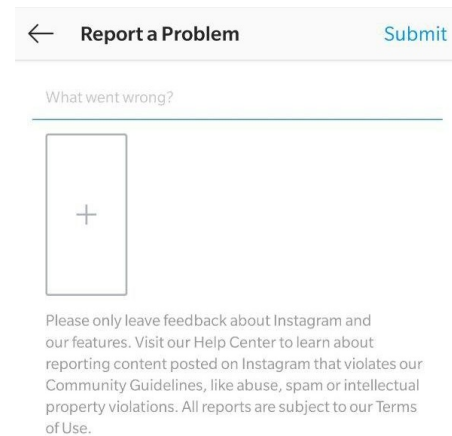 Report a Problem Submit
What went wrong?
Please only leave feedback about Instagram and
our features. Visit our Help Center to learn about
reporting content posted on Instagram that violates our
Community Guidelines, like abuse, spam or intellectual
property violations. All reports are subject to our Terms
of Use.